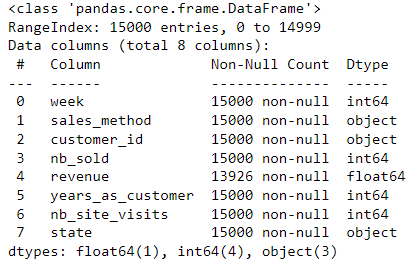 <class 'pandas.core.frame.DataFrame'>
RangeIndex: 15000 entries, 0 to 14999
Data columns (total 8 columns):
 #   Column             Non-Null Count  Dtype
---  ------             --------------  -----
 0   week               15000 non-null  int64
 1   sales_method       15000 non-null  object
 2   customer_id        15000 non-null  object
 3   nb_sold            15000 non-null  int64
 4   revenue            13926 non-null  float64
 5   years_as_customer  15000 non-null  int64
 6   nb_site_visits     15000 non-null  int64
 7   state              15000 non-null  object
dtypes: float64(1), int64(4), object(3)